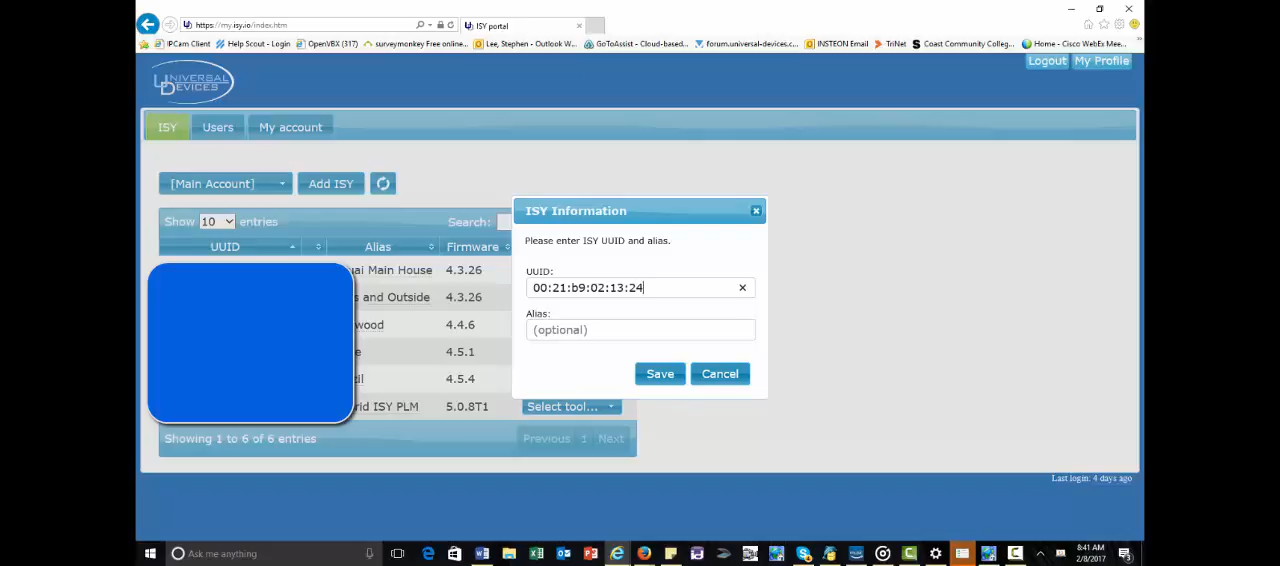 https://my.isy.io/index.htm
ISY portal
IPCam Client
Help Scout - Login
OpenVBX (317)
surveymonkey Free online...
Lee, Stephen - Outlook W...
GoToAssist - Cloud-based...
forum.universal-devices.c...
INSTEON Email
TriNet
Coast Community Colleg...
Home - Cisco WebEx Mee...
Logout
My Profile
UNIVERSAL
DEVICES
ISY
Users
My account
[Main Account]
Add ISY
Show 10 entries
Search:
UUID
Alias
Firmware
uai Main House
4.3.26
s and Outside
4.3.26
wood
4.4.6
e
4.5.1
il
4.5.4
rid ISY PLM
5.0.8T1
Select tool...
Showing 1 to 6 of 6 entries
Previous
1
Next
ISY Information
Please enter ISY UUID and alias.
UUID:
00:21:b9:02:13:24
Alias:
(optional)
Save
Cancel
Last login: 4 days ago
Ask me anything
8:41 AM
2/8/2017